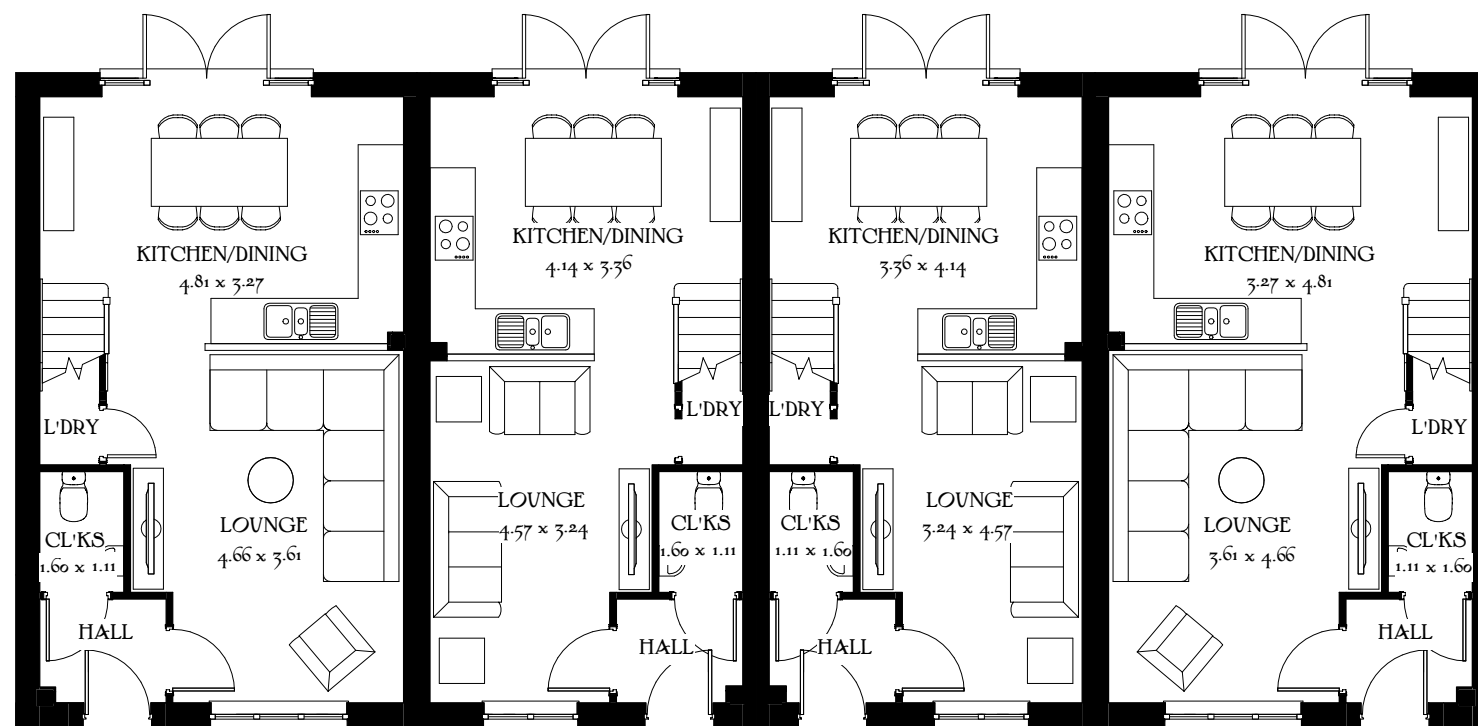 KITCHEN/DINING
4.81 x 3.27
L'DRY
LOUNGE
4.66 x 3.61
CL'KS
1.60 x 1.11
HALL
KITCHEN/DINING
4.14 x 3.36
L'DRY
LOUNGE
4.57 x 3.24
CL'KS
1.60 x 1.11
HALL
KITCHEN/DINING
3.36 x 4.14
L'DRY
LOUNGE
3.24 x 4.57
CL'KS
1.11 x 1.60
HALL
KITCHEN/DINING
3.27 x 4.81
L'DRY
LOUNGE
3.61 x 4.66
CL'KS
1.11 x 1.60
HALL